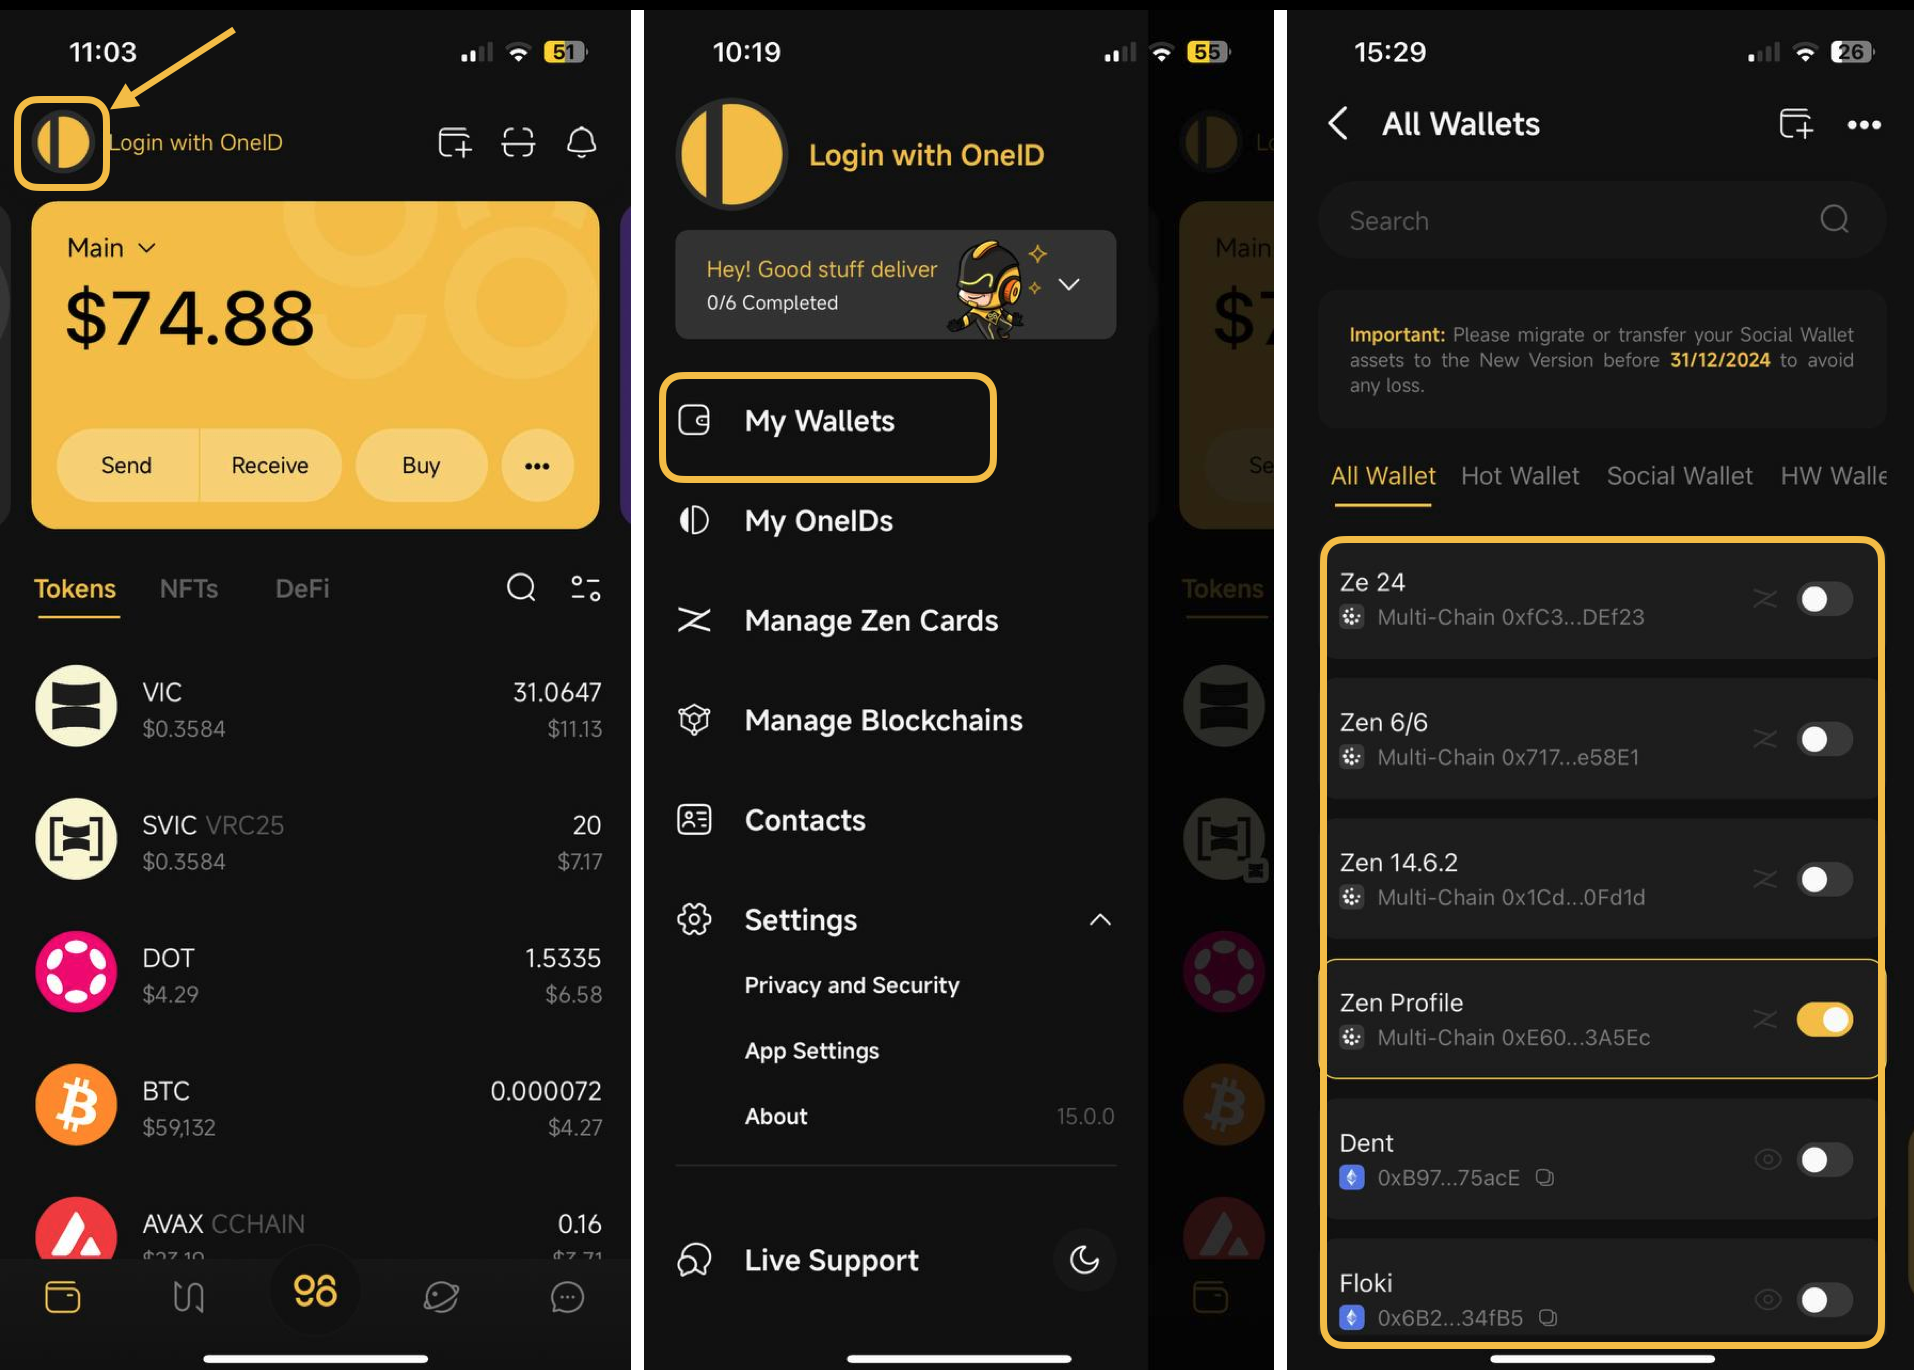 11:03
51
Login with OneID
Main
$74.88
Send
Receive
Buy
Tokens
NFTs
DeFi
VIC
31.0647
$0.3584
$11.13
SVIC VRC25
20
$0.3584
$7.17
DOT
1.5335
$4.29
$6.58
BTC
0.000072
$59,132
$4.27
AVAX CCHAIN
0.16
10:19
55
Login with OneID
Hey! Good stuff deliver
0/6 Completed
My Wallets
My OneIDs
Manage Zen Cards
Manage Blockchains
Contacts
Settings
Privacy and Security
App Settings
About
15.0.0
Live Support
Main
Tokens
15:29
26
All Wallets
Search
Important: Please migrate or transfer your Social Wallet
assets to the New Version before 31/12/2024 to avoid
any loss.
All Wallet
Hot Wallet
Social Wallet
HW Walle
Ze 24
Multi-Chain 0xfC3...DEf23
Zen 6/6
Multi-Chain 0x717...e58E1
Zen 14.6.2
Multi-Chain 0x1Cd...0Fd1d
Zen Profile
Multi-Chain 0xE60...3A5Ec
Dent
0xB97...75acE
Floki
0x6B2...34fB5